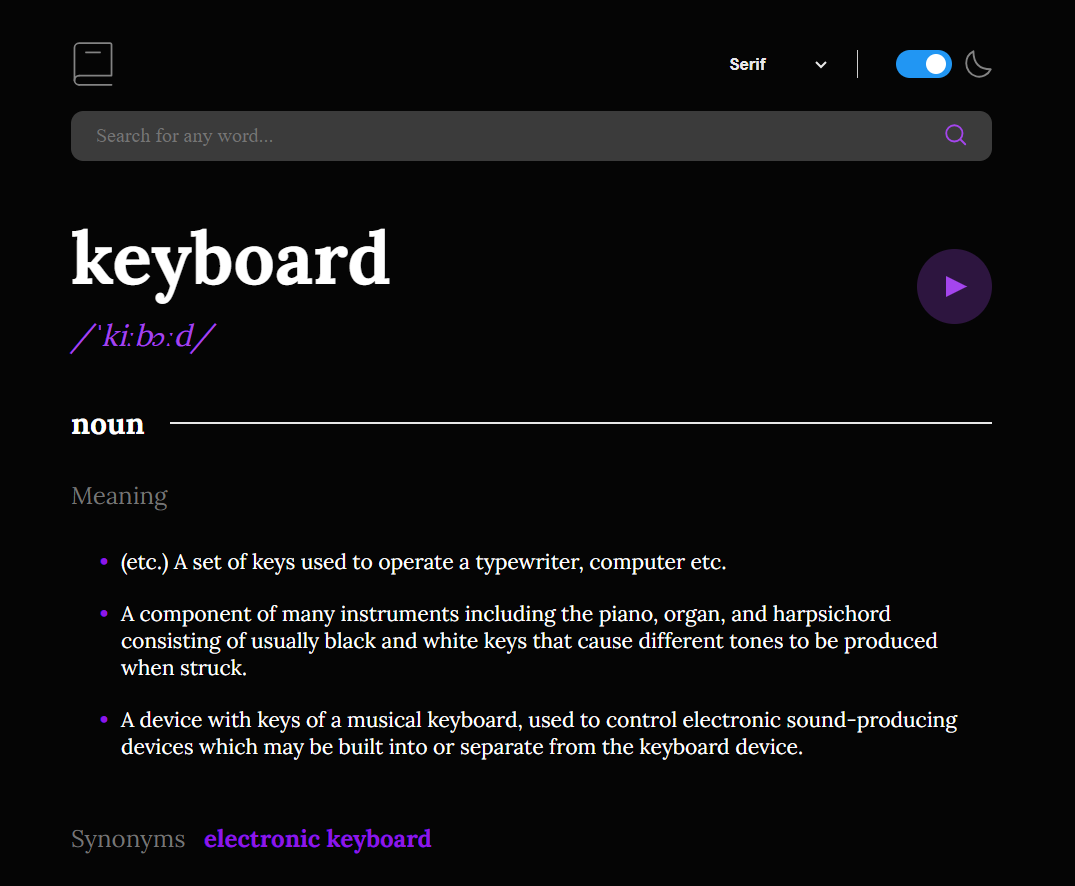 Serif
Search for any word...
keyboard
/ˈkiːbɔːd/
noun
Meaning
(etc.) A set of keys used to operate a typewriter, computer etc.
A component of many instruments including the piano, organ, and harpsichord
consisting of usually black and white keys that cause different tones to be produced
when struck.
A device with keys of a musical keyboard, used to control electronic sound-producing
devices which may be built into or separate from the keyboard device.
Synonyms electronic keyboard